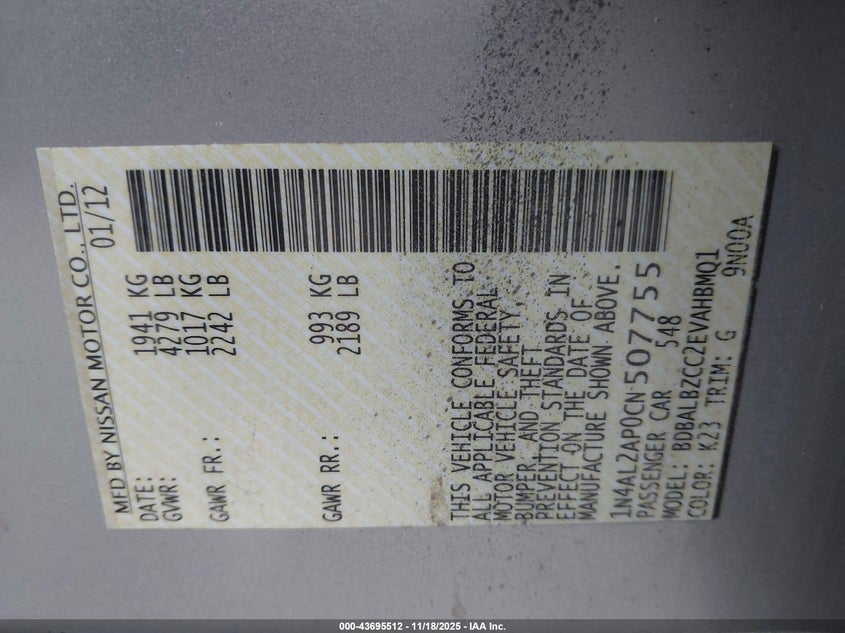 MFD BY NISSAN MOTOR CO., LTD.
DATE: 01/12
GVWR: 1941 KG
4279 LB
GAWR FR.: 1017 KG
2242 LB
GAWR RR.: 993 KG
2189 LB
THIS VEHICLE CONFORMS TO
ALL APPLICABLE FEDERAL
MOTOR VEHICLE SAFETY,
BUMPER, AND THEFT
PREVENTION STANDARDS IN
EFFECT ON THE DATE OF
MANUFACTURE SHOWN ABOVE.
1N4AL2AP0CN507755
PASSENGER CAR 548
MODEL: BDBALBZCC2EVAHBMQ1
COLOR: K23 TRIM: G 9N00A
000-43695512 - 11/18/2025 - IAA Inc.